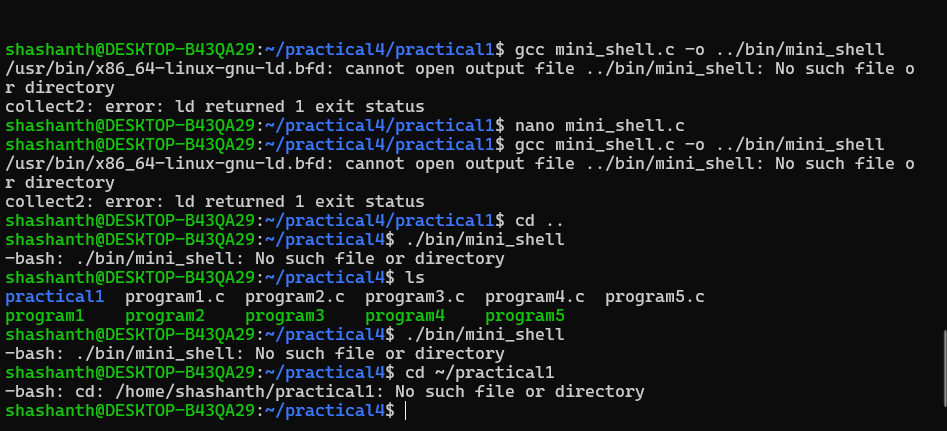 shashanth@DESKTOP-B43QA29:~/practical4/practical1$ gcc mini_shell.c -o ../bin/mini_shell
/usr/bin/x86_64-linux-gnu-ld.bfd: cannot open output file ../bin/mini_shell: No such file o
r directory
collect2: error: ld returned 1 exit status
shashanth@DESKTOP-B43QA29:~/practical4/practical1$ nano mini_shell.c
shashanth@DESKTOP-B43QA29:~/practical4/practical1$ gcc mini_shell.c -o ../bin/mini_shell
/usr/bin/x86_64-linux-gnu-ld.bfd: cannot open output file ../bin/mini_shell: No such file o
r directory
collect2: error: ld returned 1 exit status
shashanth@DESKTOP-B43QA29:~/practical4/practical1$ cd ..
shashanth@DESKTOP-B43QA29:~/practical4$ ./bin/mini_shell
-bash: ./bin/mini_shell: No such file or directory
shashanth@DESKTOP-B43QA29:~/practical4$ ls
practical1  program1.c  program2.c  program3.c  program4.c  program5.c
program1    program2    program3    program4    program5
shashanth@DESKTOP-B43QA29:~/practical4$ ./bin/mini_shell
-bash: ./bin/mini_shell: No such file or directory
shashanth@DESKTOP-B43QA29:~/practical4$ cd ~/practical1
-bash: cd: /home/shashanth/practical1: No such file or directory
shashanth@DESKTOP-B43QA29:~/practical4$